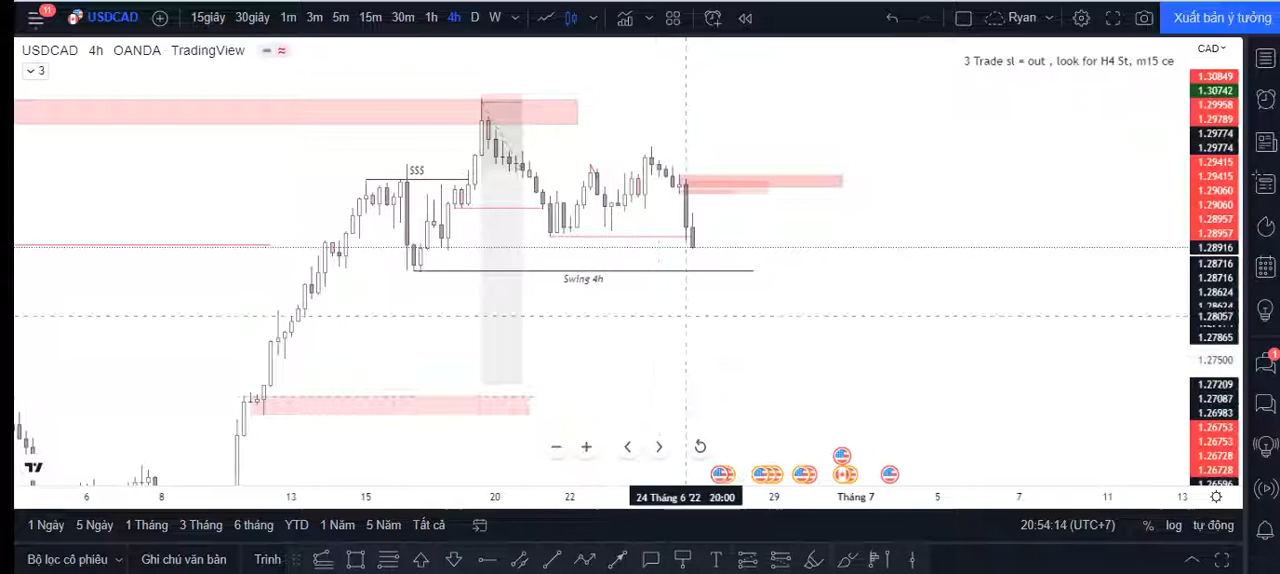 11
USDCAD
15giây 30giây 1m 3m 5m 15m 30m 1h 4h D W
Ryan
Xuất bản ý tưởng
USDCAD 4h OANDA TradingView
3
3 Trade sl = out , look for H4 St, m15 ce
CAD
1.30849
1.30742
1.29958
1.29789
1.29774
1.29774
1.29415
1.29415
1.29060
1.29060
1.28957
1.28957
1.28916
1.28716
1.28716
1.28624
1.28624
1.28057
1.27865
1.27500
1.27209
1.27087
1.26983
1.26753
1.26753
1.26728
1.26728
1.26596
$$$
Swing 4h
1
6 8 13 15 20 22 24 Tháng 6 '22 20:00 29 Tháng 7 5 7 11 13
1 Ngày 5 Ngày 1 Tháng 3 Tháng 6 tháng YTD 1 Năm 5 Năm Tất cả
20:54:14 (UTC+7) % log tự động
Bộ lọc cổ phiếu Ghi chú văn bản Trình